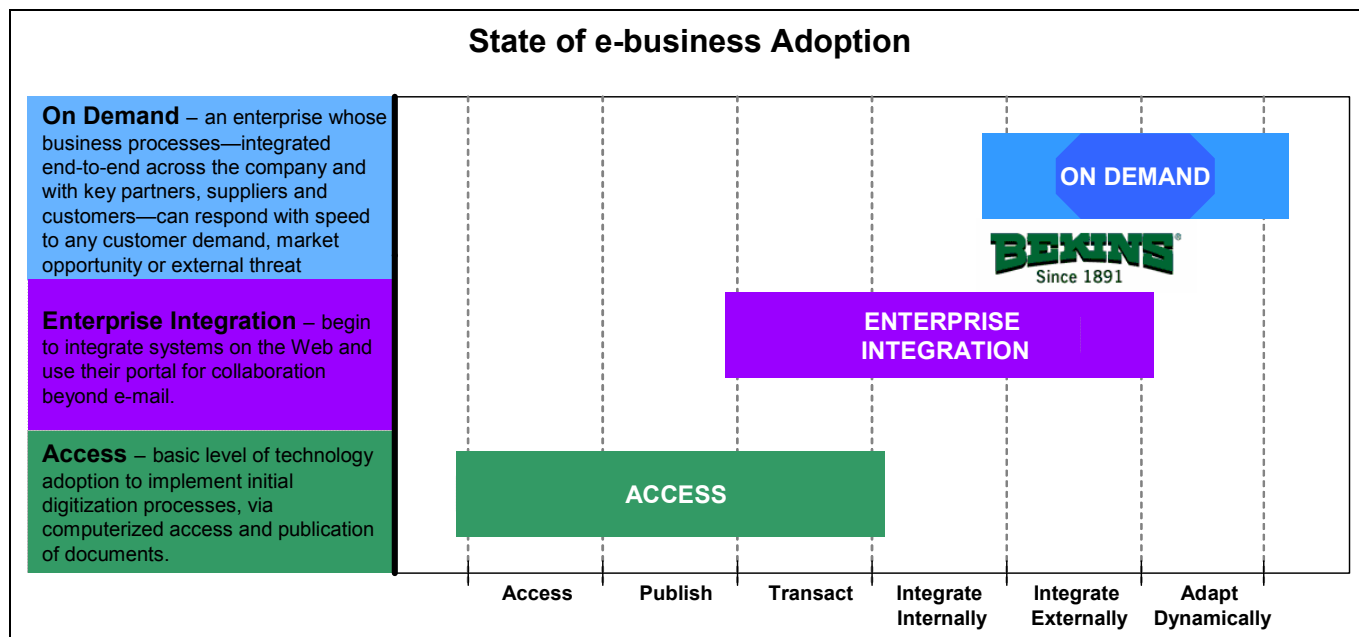 State of e-business Adoption
On Demand – an enterprise whose
business processes—integrated
end-to-end across the company and
with key partners, suppliers and
customers—can respond with speed
to any customer demand, market
opportunity or external threat
ON DEMAND
BEKINS®
Since 1891
Enterprise Integration – begin
to integrate systems on the Web and
use their portal for collaboration
beyond e-mail.
ENTERPRISE
INTEGRATION
Access – basic level of technology
adoption to implement initial
digitization processes, via
computerized access and publication
of documents.
ACCESS
Access
Publish
Transact
Integrate
Internally
Integrate
Externally
Adapt
Dynamically